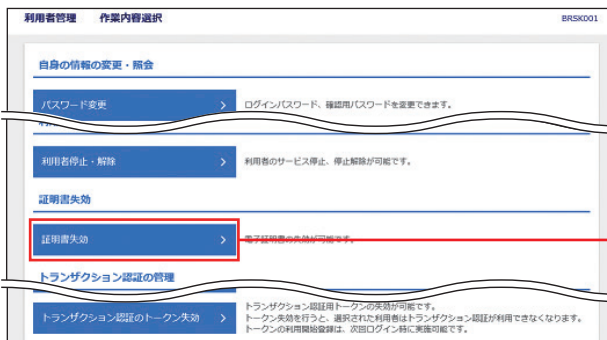 利用者管理 作業内容選択
BRSK001
自身の情報の変更・照会
パスワード変更
ログインパスワード、確認用パスワードを変更できます。
利用者停止・解除
利用者のサービス停止、停止解除が可能です。
証明書失効
証明書失効
電子証明書の失効が可能です。
トランザクション認証の管理
トランザクション認証のトークン失効
トランザクション認証用トークンの失効が可能です。
トークン失効を行うと、選択された利用者はトランザクション認証が利用できなくなります。
トークンの利用開始登録は、次回ログイン時に実施可能です。